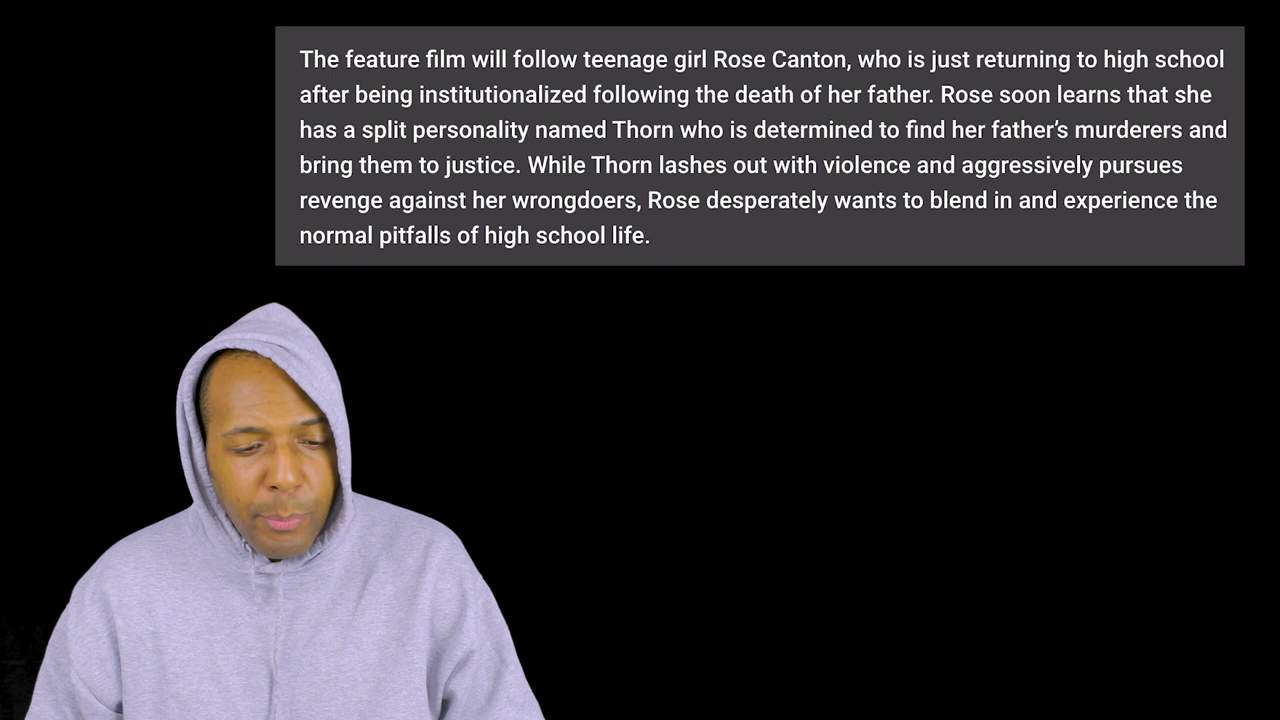 The feature film will follow teenage girl Rose Canton, who is just returning to high school
after being institutionalized following the death of her father. Rose soon learns that she
has a split personality named Thorn who is determined to find her father’s murderers and
bring them to justice. While Thorn lashes out with violence and aggressively pursues
revenge against her wrongdoers, Rose desperately wants to blend in and experience the
normal pitfalls of high school life.